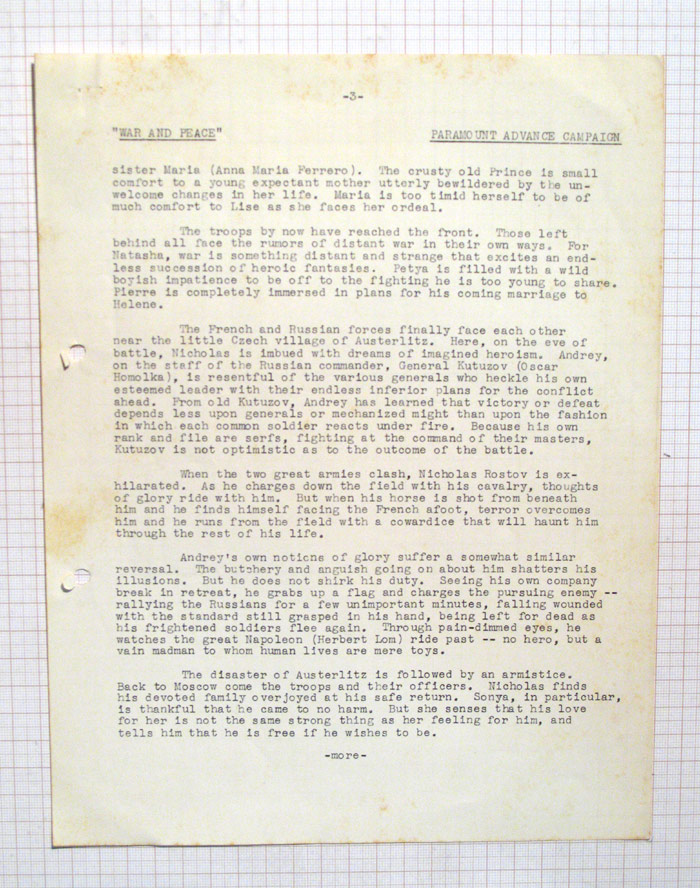 -3-
"WAR AND PEACE" PARAMOUNT ADVANCE CAMPAIGN
sister Maria (Anna Maria Ferrero). The crusty old Prince is small
comfort to a young expectant mother utterly bewildered by the un-
welcome changes in her life. Maria is too timid herself to be of
much comfort to Lise as she faces her ordeal.
The troops by now have reached the front. Those left
behind all face the rumors of distant war in their own ways. For
Natasha, war is something distant and strange that excites an end-
less succession of heroic fantasies. Petya is filled with a wild
boyish impatience to be off to the fighting he is too young to share.
Pierre is completely immersed in plans for his coming marriage to
Helene.
The French and Russian forces finally face each other
near the little Czech village of Austerlitz. Here, on the eve of
battle, Nicholas is imbued with dreams of imagined heroism. Andrey,
on the staff of the Russian commander, General Kutuzov (Oscar
Homolka), is resentful of the various generals who heckle his own
esteemed leader with their endless inferior plans for the conflict
ahead. From old Kutuzov, Andrey has learned that victory or defeat
depends less upon generals or mechanized might than upon the fashion
in which each common soldier reacts under fire. Because his own
rank and file are serfs, fighting at the command of their masters,
Kutuzov is not optimistic as to the outcome of the battle.
When the two great armies clash, Nicholas Rostov is ex-
hilarated. As he charges down the field with his cavalry, thoughts
of glory ride with him. But when his horse is shot from beneath
him and he finds himself facing the French afoot, terror overcomes
him and he runs from the field with a cowardice that will haunt him
through the rest of his life.
Andrey's own notions of glory suffer a somewhat similar
reversal. The butchery and anguish going on about him shatters his
illusions. But he does not shirk his duty. Seeing his own company
break in retreat, he grabs up a flag and charges the pursuing enemy --
rallying the Russians for a few unimportant minutes, falling wounded
with the standard still grasped in his hand, being left for dead as
his frightened soldiers flee again. Through pain-dimmed eyes, he
watches the great Napoleon (Herbert Lom) ride past -- no hero, but a
vain madman to whom human lives are mere toys.
The disaster of Austerlitz is followed by an armistice.
Back to Moscow come the troops and their officers. Nicholas finds
his devoted family overjoyed at his safe return. Sonya, in particular,
is thankful that he came to no harm. But she senses that his love
for her is not the same strong thing as her feeling for him, and
tells him that he is free if he wishes to be.
-more-